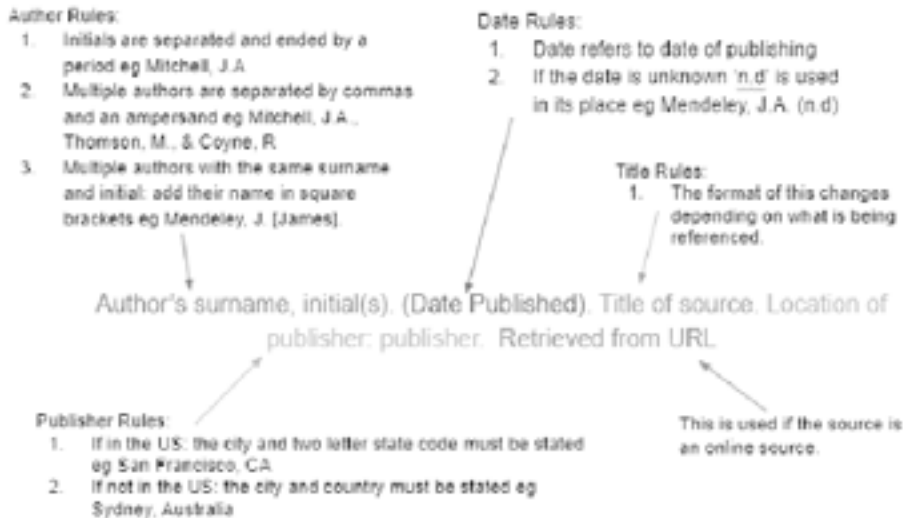 Author Rules:
1. Initials are separated and ended by a
period eg Mitchell, J.A
2. Multiple authors are separated by commas
and an ampersand eg Mitchell, J.A.,
Thomson, M., & Coyne, R
3. Multiple authors with the same surname
and initial: add their name in square
brackets eg Mendeley, J. [James].
Date Rules:
1. Date refers to date of publishing
2. If the date is unknown 'n.d' is used
in its place eg Mendeley, J.A. (n.d)
Title Rules:
1. The format of this changes
depending on what is being
referenced.
Author's surname, initial(s). (Date Published). Title of source. Location of
publisher: publisher. Retrieved from URL
Publisher Rules:
1. If in the US: the city and two letter state code must be stated
eg San Francisco, CA
2. If not in the US: the city and country must be stated eg
Sydney, Australia
This is used if the source is
an online source.